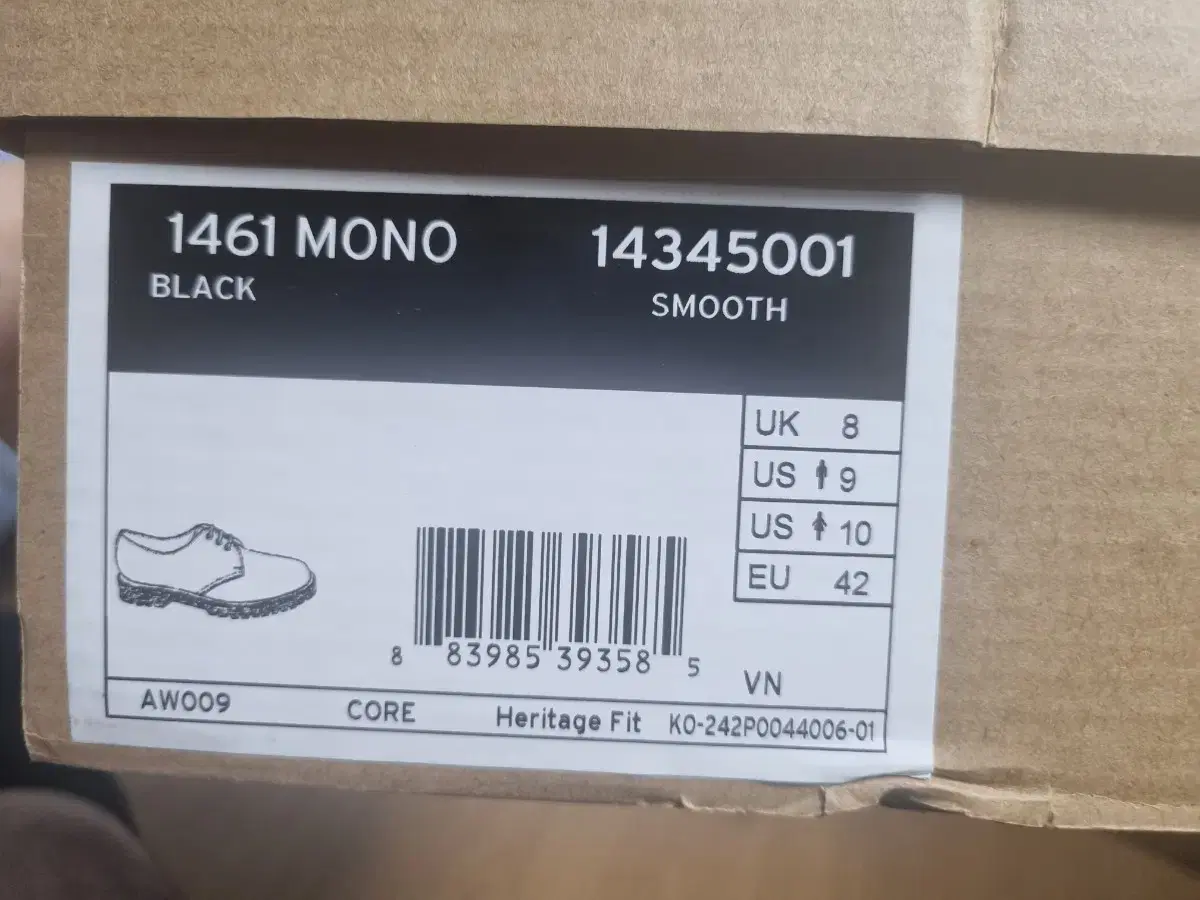 1461 MONO 14345001
BLACK SMOOTH
UK 8
US 9
US 10
EU 42
8 83985 39358 5
VN
AW009 CORE Heritage Fit KO-242P0044006-01